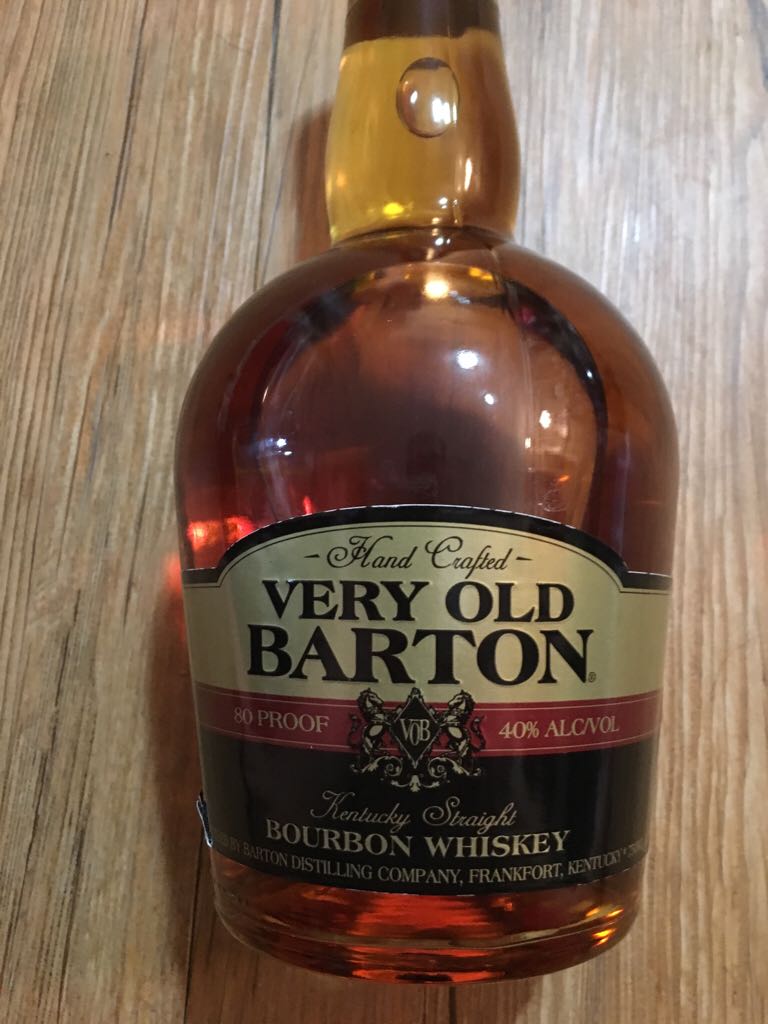 - Hand Crafted -
VERY OLD
BARTON®
80 PROOF
VOB
40% ALC/VOL
Kentucky Straight
BOURBON WHISKEY
BY BARTON DISTILLING COMPANY, FRANKFORT, KENTUCKY •